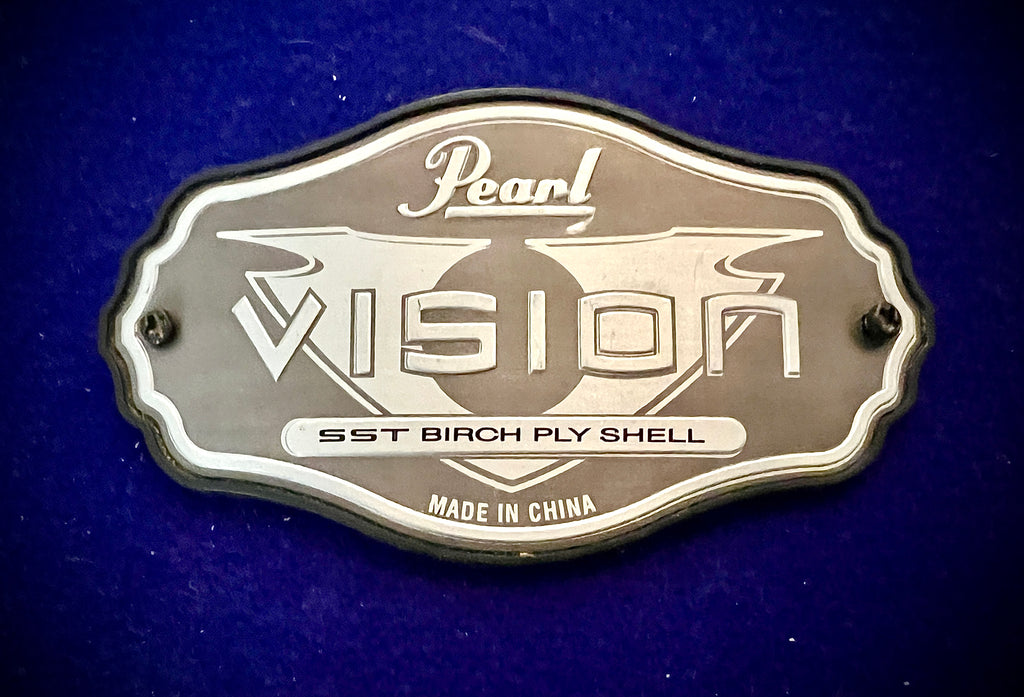 Pearl
VISION
SST BIRCH PLY SHELL
MADE IN CHINA